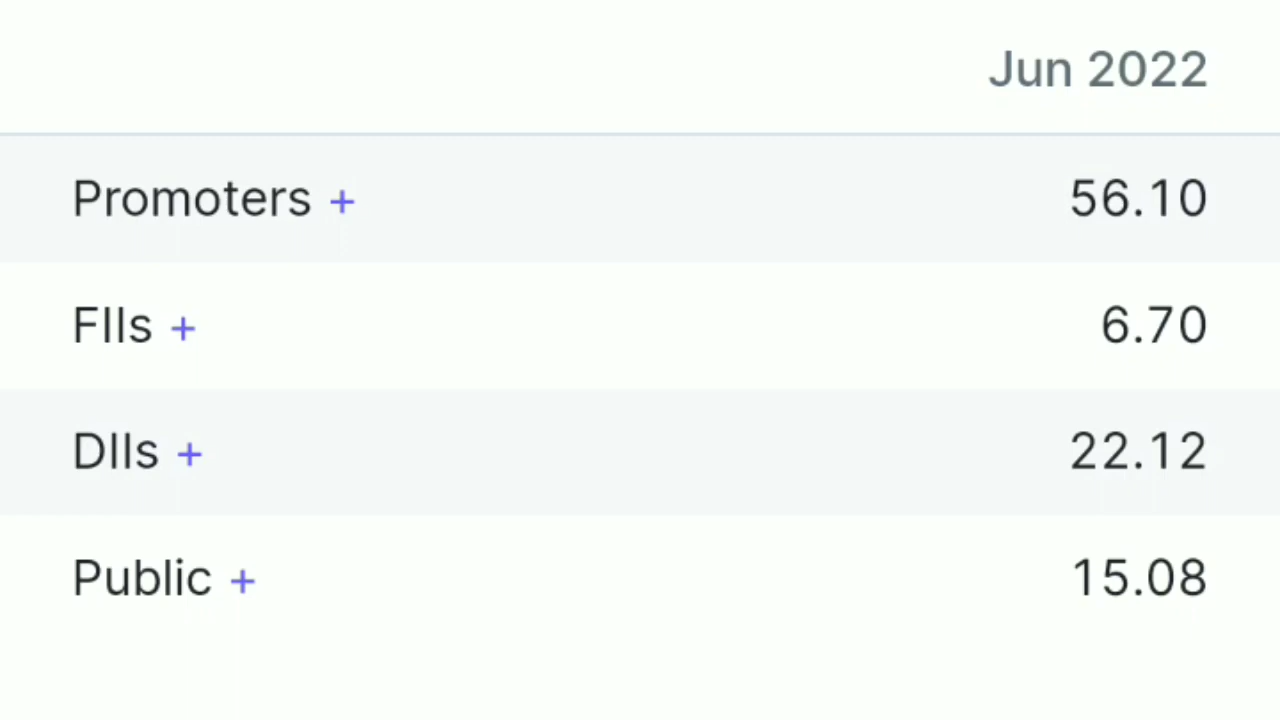 Jun 2022
Promoters + 56.10
FIIs + 6.70
DIIs + 22.12
Public + 15.08